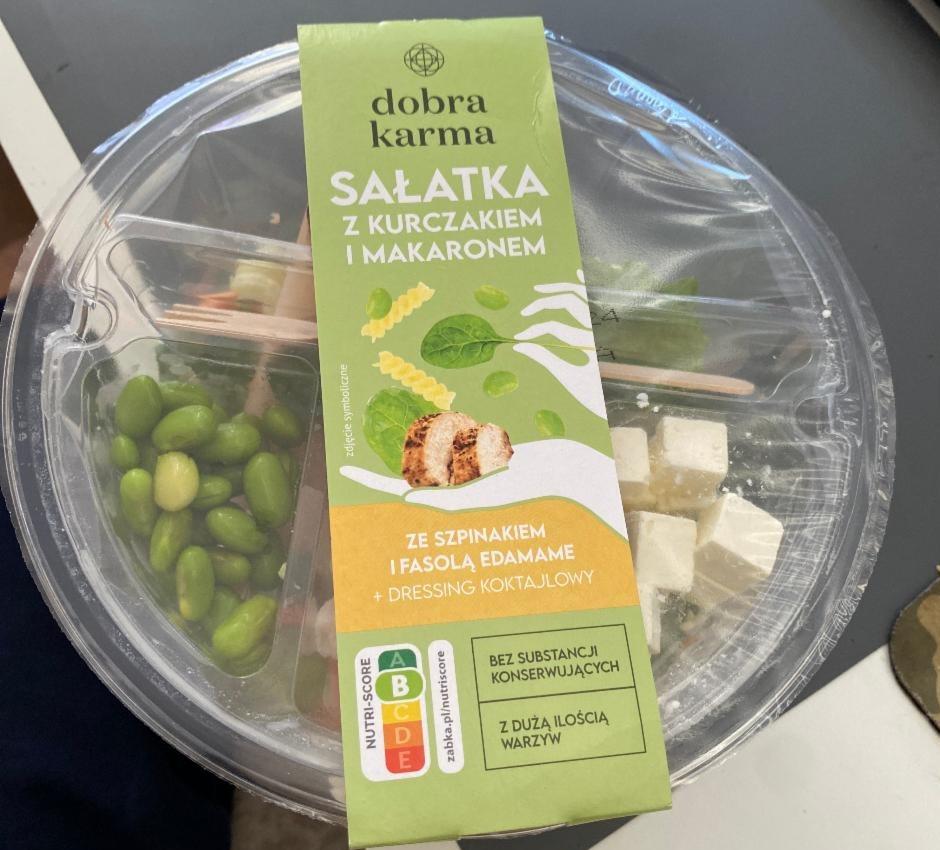 dobra
karma
SAŁATKA
Z KURCZAKIEM
I MAKARONEM
zdjęcie symboliczne
ZE SZPINAKIEM
I FASOLĄ EDAMAME
+ DRESSING KOKTAJLOWY
NUTRI-SCORE
A
B
C
D
E
zabka.pl/nutriscore
BEZ SUBSTANCJI
KONSERWUJĄCYCH
Z DUŻĄ ILOŚCIĄ
WARZYW